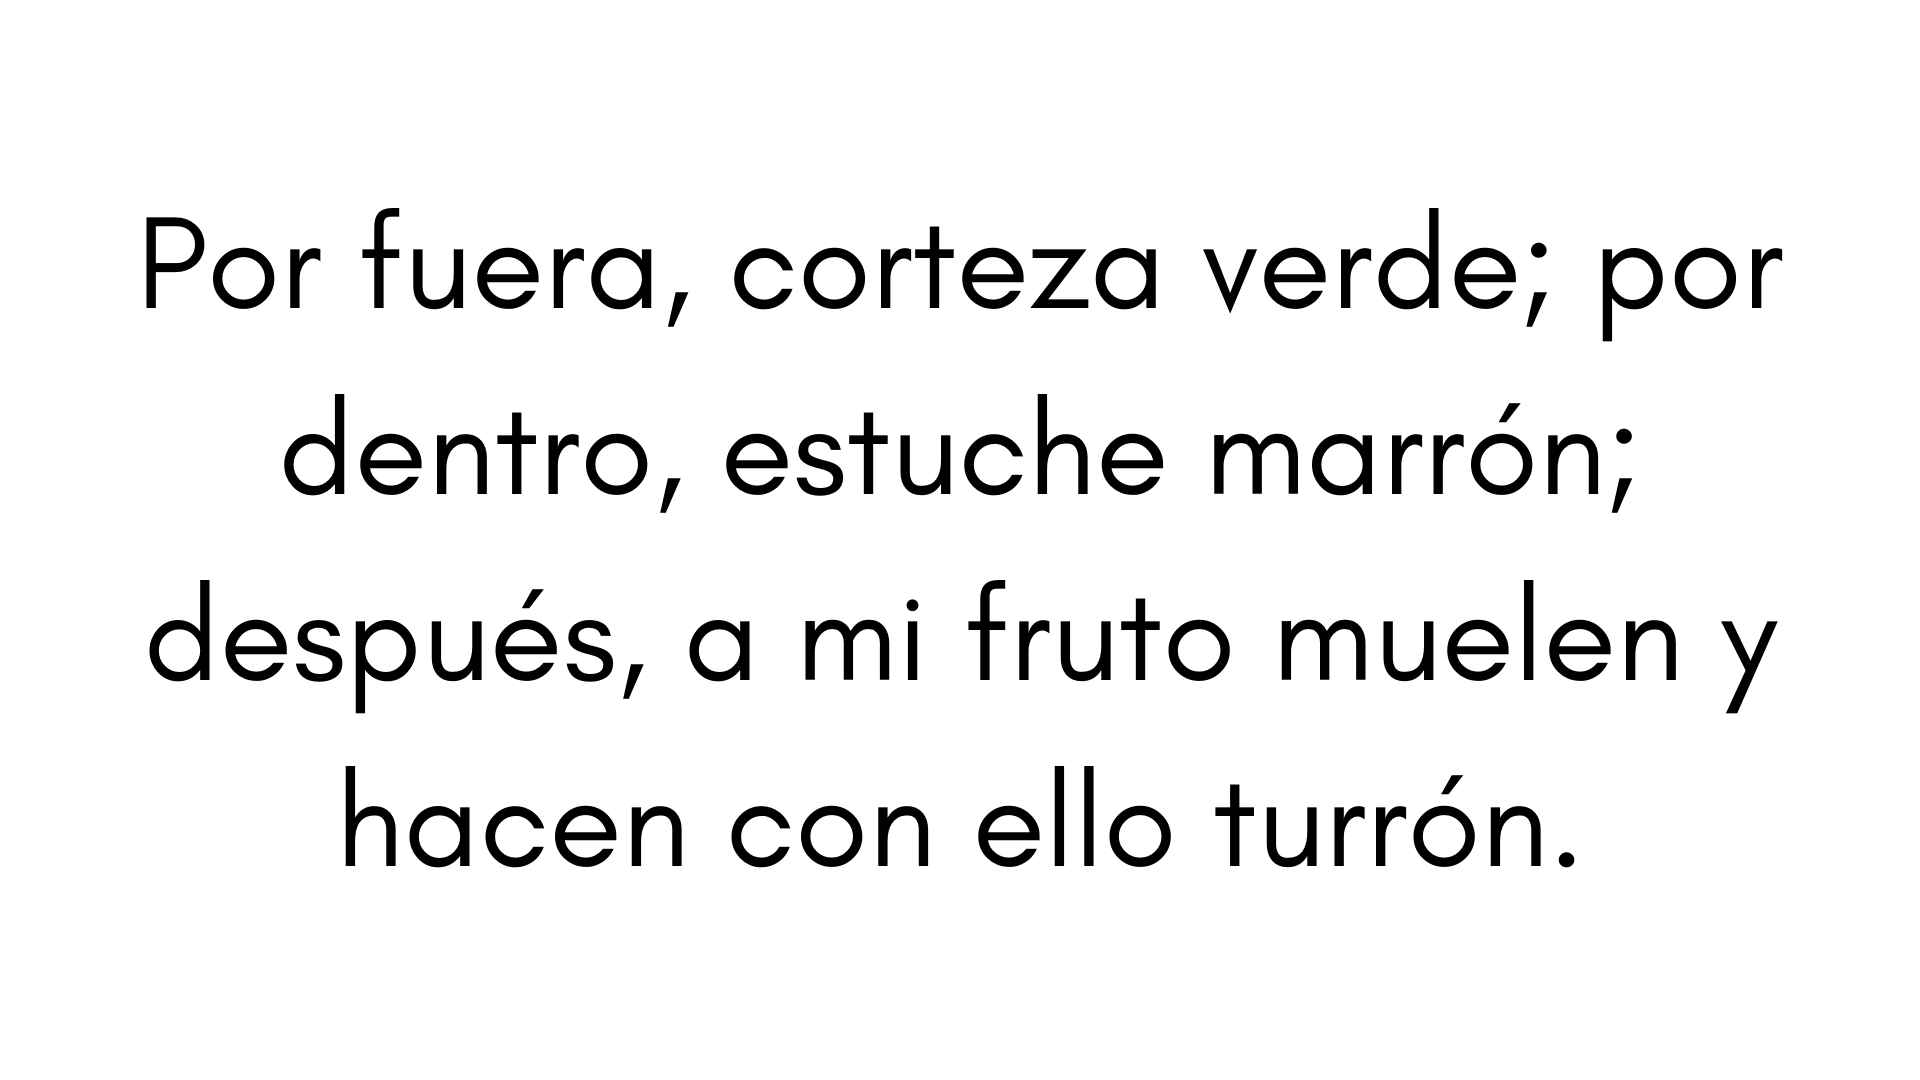 Por fuera, corteza verde; por
dentro, estuche marrón;
después, a mi fruto muelen y
hacen con ello turrón.